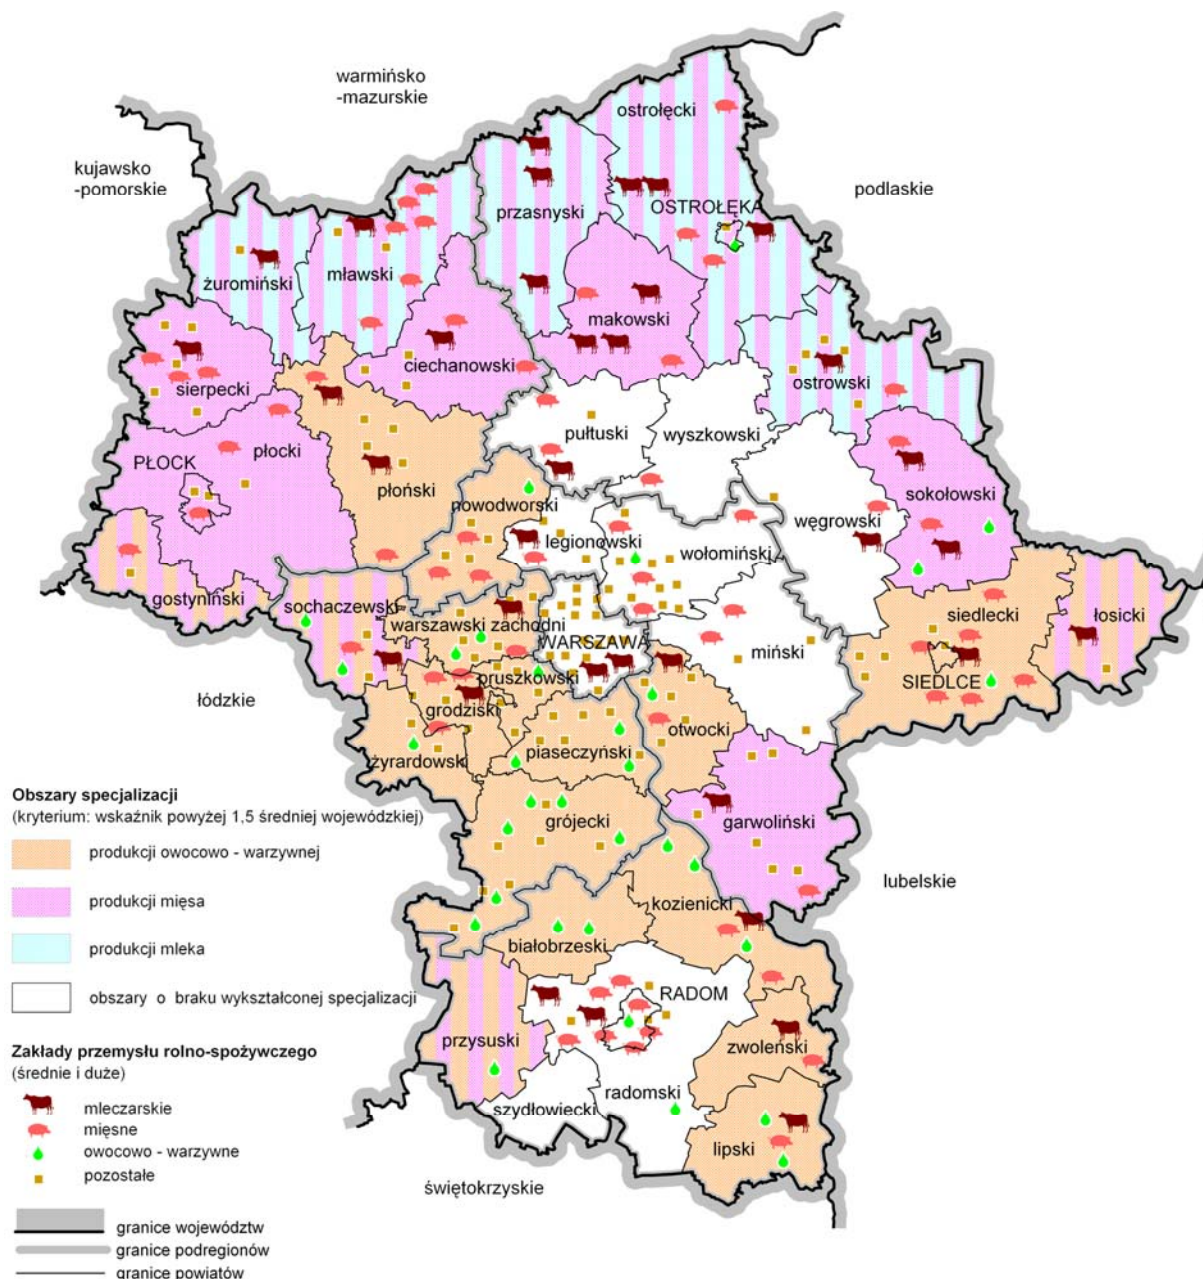 warmińsko
-mazurskie
ostrołęcki
kujawsko
-pomorskie
podlaskie
przasnyski
OSTROŁĘKA
żuromiński
mławski
makowski
ciechanowski
sierpecki
ostrowski
pułtuski
wyszkowski
płocki
PŁOCK
płoński
sokołowski
nowodworski
węgrowski
legionowski
wołomiński
gostyniński
sochaczewski
siedlecki
łosicki
warszawski zachodni
WARSZAWA
miński
pruszkowski
SIEDLCE
łódzkie
grodziski
otwocki
piaseczyński
żyrardowski
Obszary specjalizacji
(kryterium: wskaźnik powyżej 1,5 średniej wojewódzkiej)
grójecki
garwoliński
produkcji owocowo - warzywnej
lubelskie
produkcji mięsa
kozienicki
produkcji mleka
białobrzeski
obszary o braku wykształconej specjalizacji
RADOM
przysuski
zwoleński
Zakłady przemysłu rolno-spożywczego
(średnie i duże)
radomski
szydłowiecki
mleczarskie
mięsne
owocowo - warzywne
lipski
pozostałe
świętokrzyskie
granice województw
granice podregionów
granice powiatów